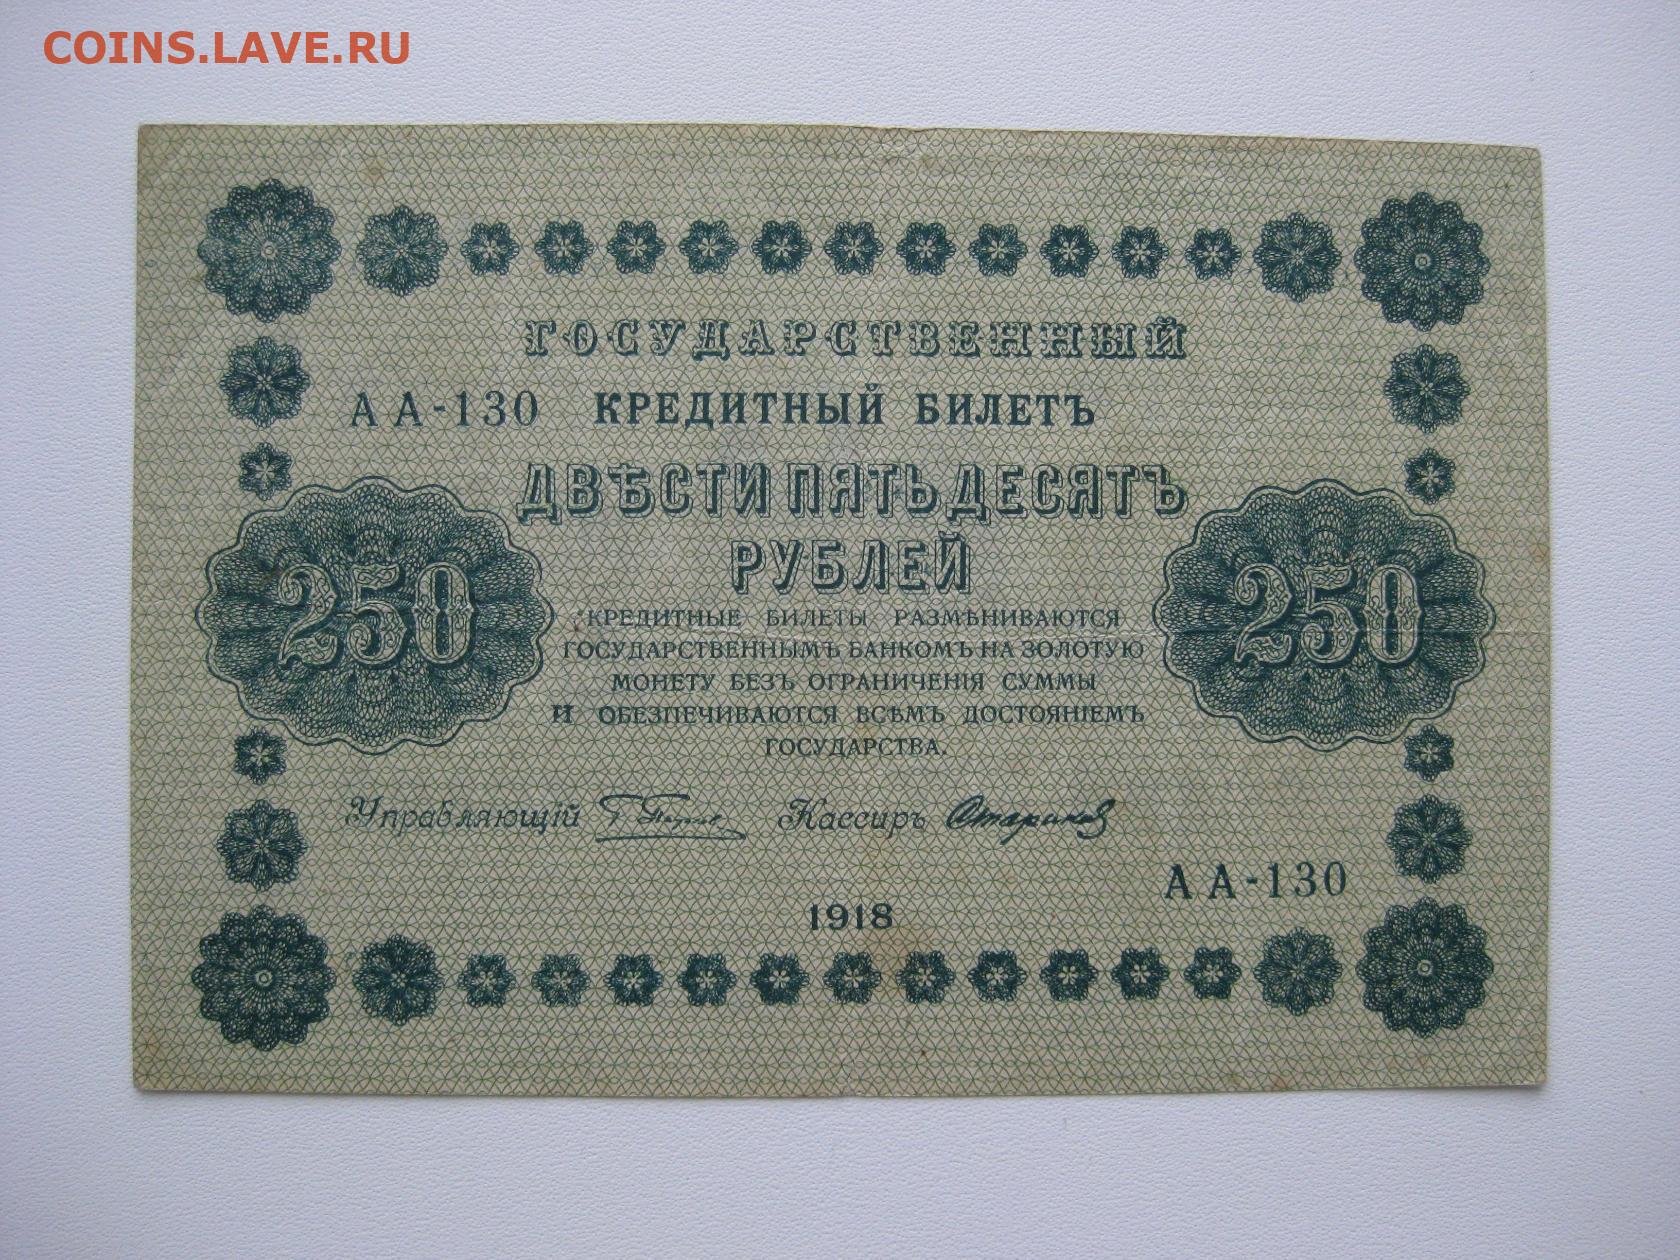 COINS.LAVE.RU
ГОСУДАРСТВЕННЫЙ
АА-130 КРЕДИТНЫЙ БИЛЕТЪ
ДВѢСТИ ПЯТЬДЕСЯТЪ
РУБЛЕЙ
250
250
КРЕДИТНЫЕ БИЛЕТЫ РАЗМѢНИВАЮТСЯ
ГОСУДАРСТВЕННЫМЪ БАНКОМЪ НА ЗОЛОТУЮ
МОНЕТУ БЕЗЪ ОГРАНИЧЕНІЯ СУММЫ
И ОБЕЗПЕЧИВАЮТСЯ ВСѢМЪ ДОСТОЯНІЕМЪ
ГОСУДАРСТВА.
Управляющій Кассиръ Стариков
АА-130
1918